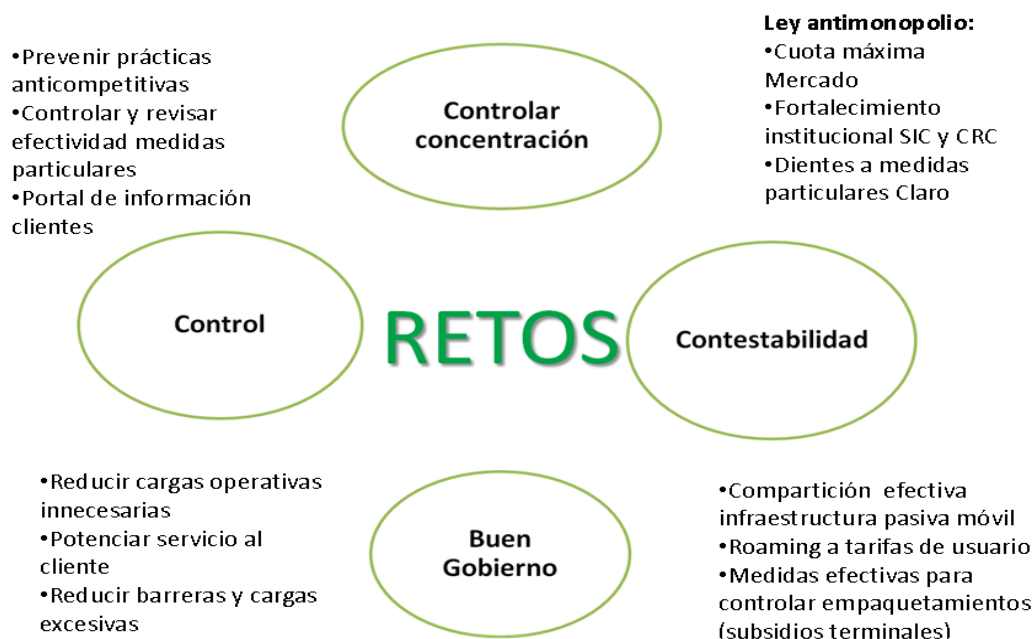 •Prevenir prácticas
anticompetitivas
•Controlar y revisar
efectividad medidas
particulares
•Portal de información
clientes
Controlar
concentración
Ley antimonopolio:
•Cuota máxima
Mercado
•Fortalecimiento
institucional SIC y CRC
•Dientes a medidas
particulares Claro
Control
RETOS
Contestabilidad
•Reducir cargas operativas
innecesarias
•Potenciar servicio al
cliente
•Reducir barreras y cargas
excesivas
Buen
Gobierno
•Compartición efectiva
infraestructura pasiva móvil
•Roaming a tarifas de usuario
•Medidas efectivas para
controlar empaquetamientos
(subsidios terminales)